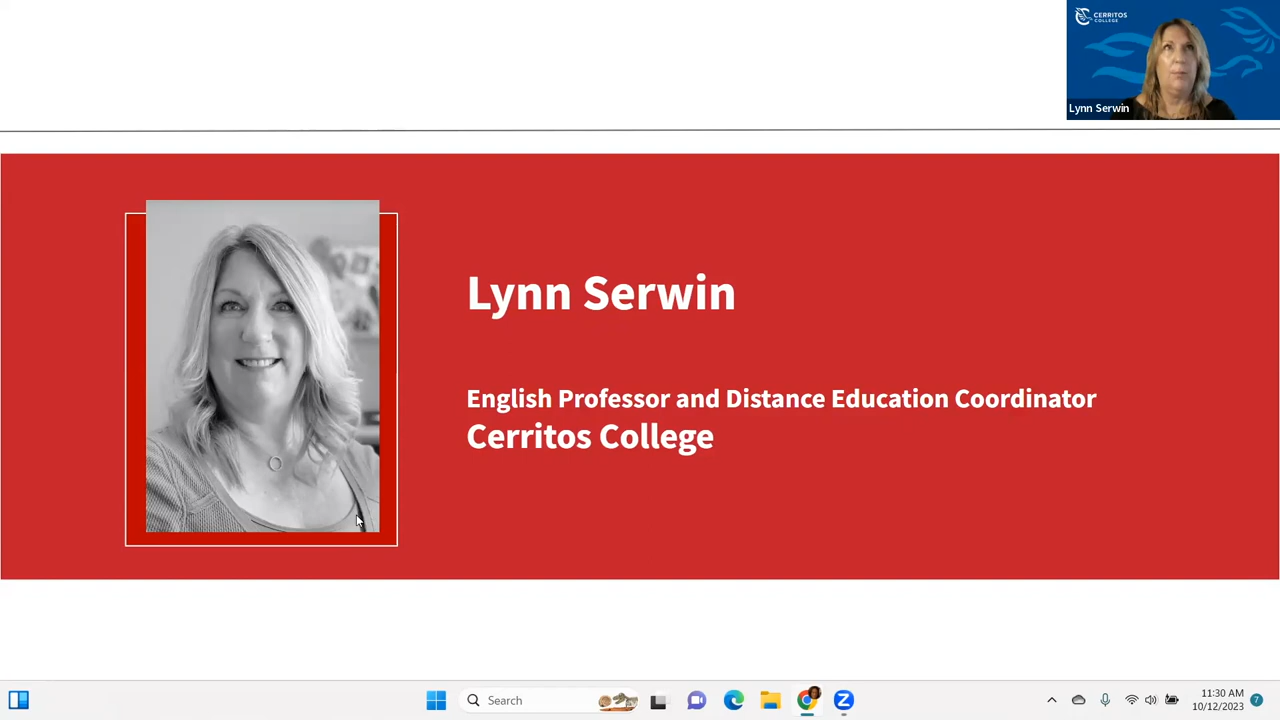 CERRITOS
COLLEGE
Lynn Serwin
Lynn Serwin
English Professor and Distance Education Coordinator
Cerritos College
Search
11:30 AM
10/12/2023
7